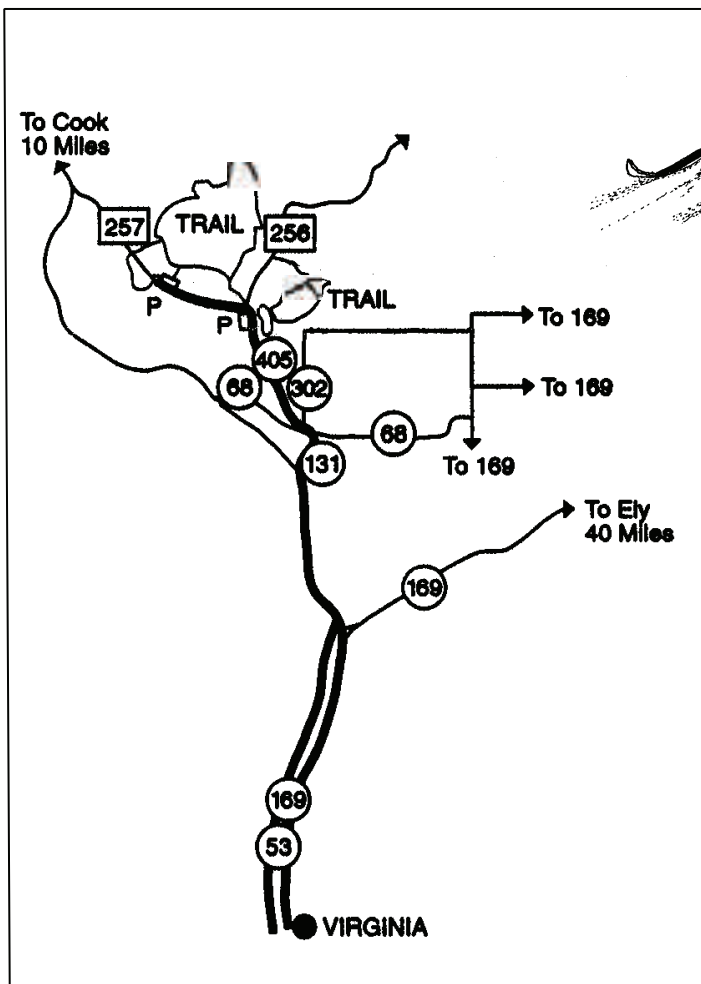 To Cook
10 Miles
257
TRAIL
256
P
P
TRAIL
To 169
405
68
302
To 169
68
131
To 169
To Ely
40 Miles
169
169
53
VIRGINIA